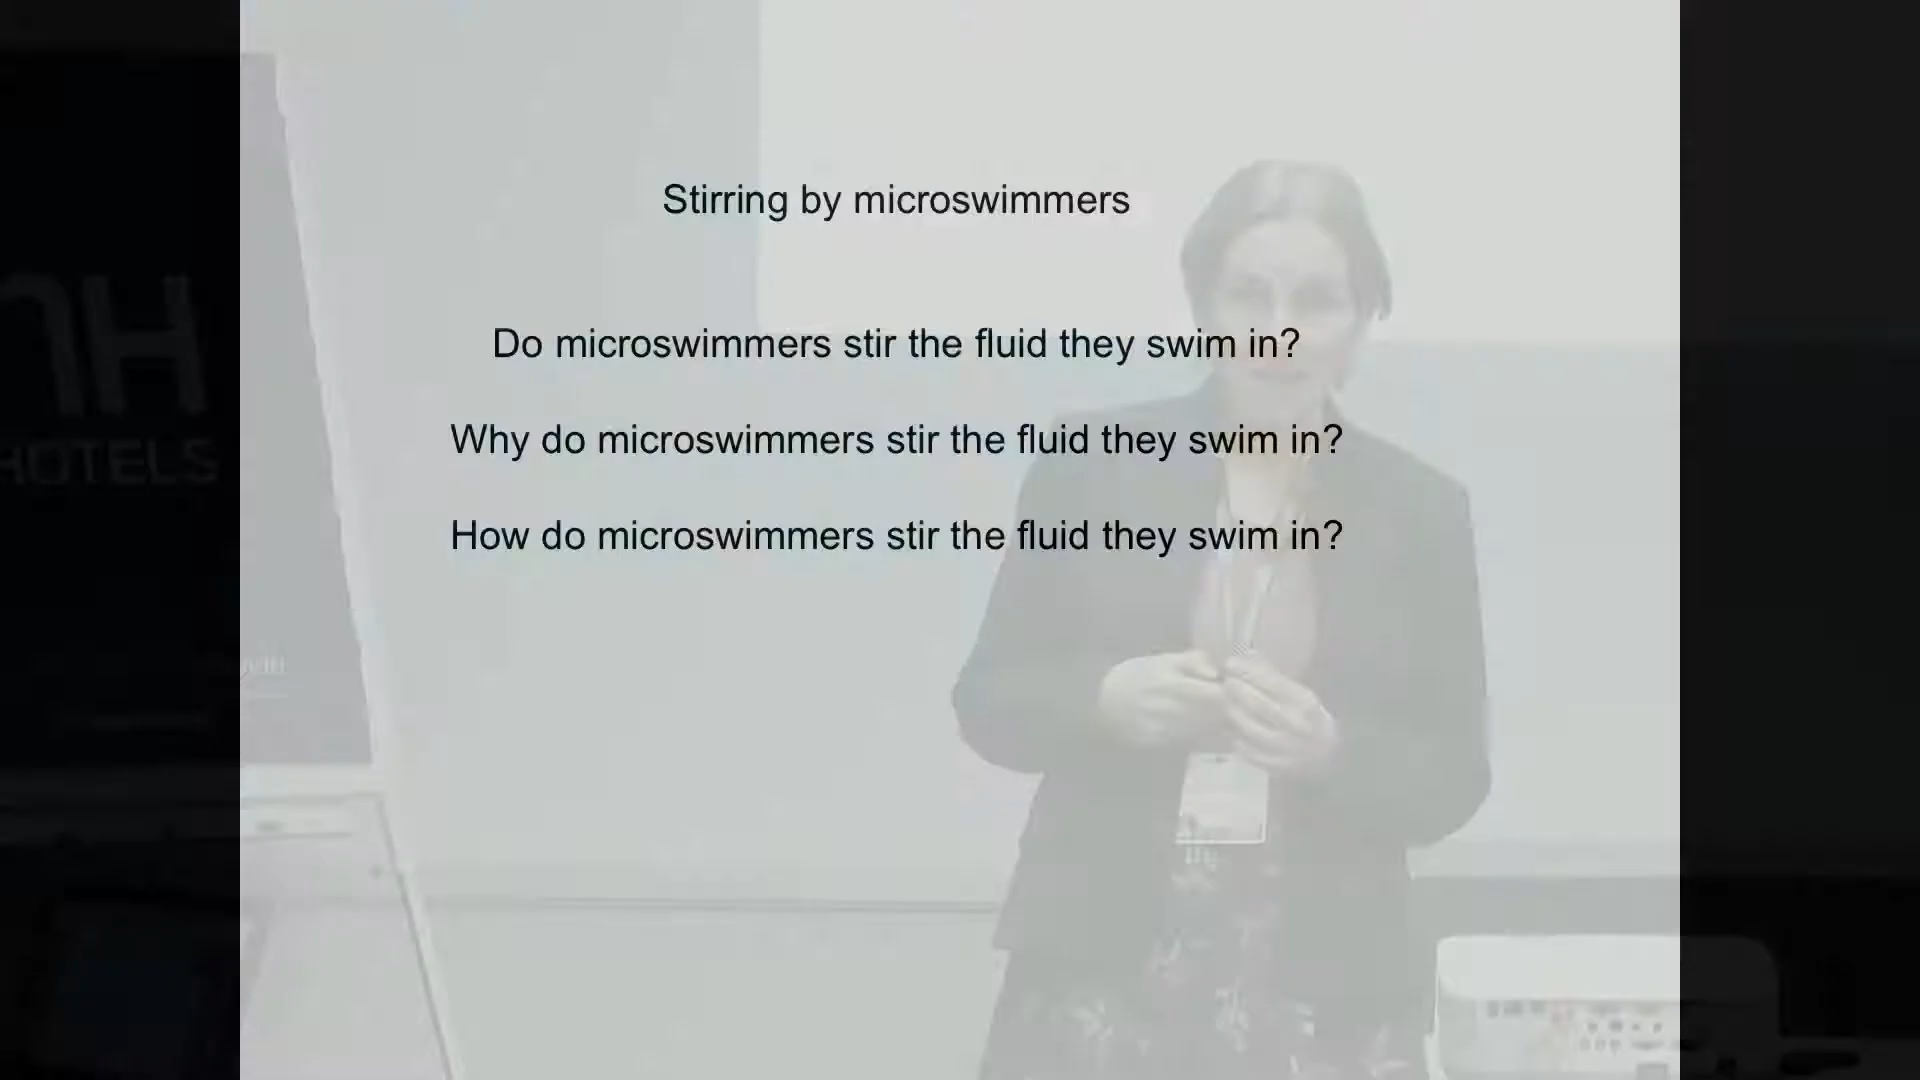 Stirring by microswimmers
Do microswimmers stir the fluid they swim in?
Why do microswimmers stir the fluid they swim in?
How do microswimmers stir the fluid they swim in?
NH
HOTELS